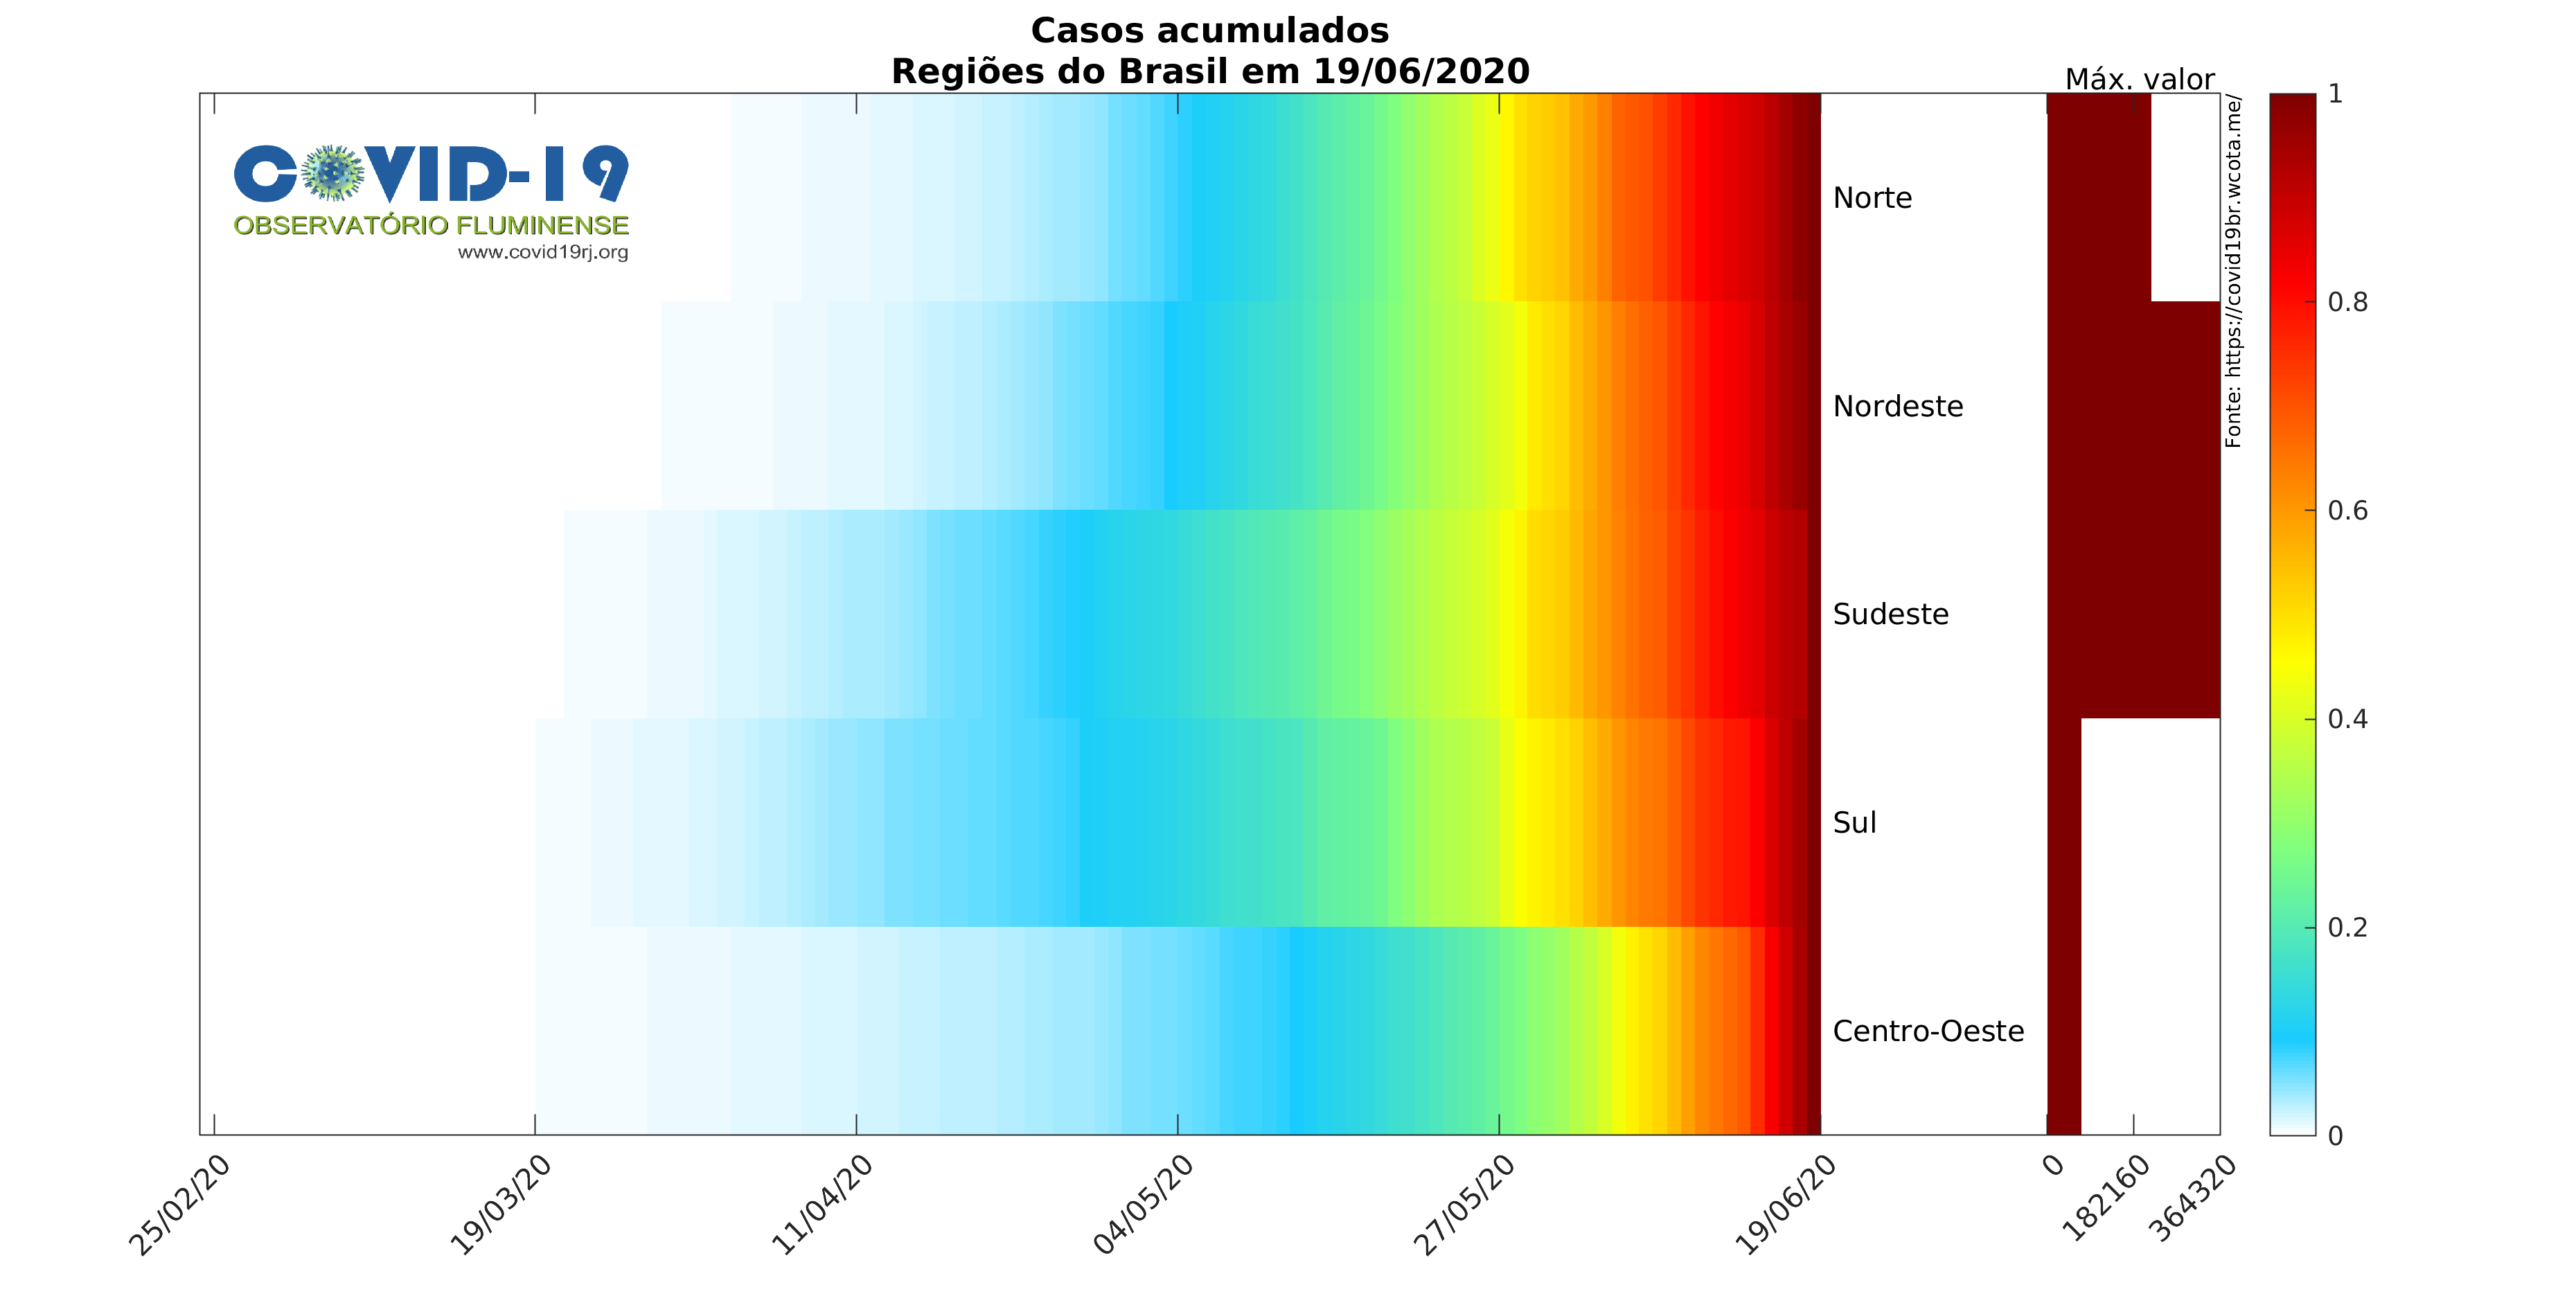 Casos acumulados
Regiões do Brasil em 19/06/2020
Máx. valor
COVID-19
OBSERVATÓRIO FLUMINENSE
www.covid19rj.org
Norte
Nordeste
Sudeste
Sul
Centro-Oeste
Fonte: https://covid19br.wcota.me/
1
0.8
0.6
0.4
0.2
0
25/02/20
19/03/20
11/04/20
04/05/20
27/05/20
19/06/20
0
182160
364320